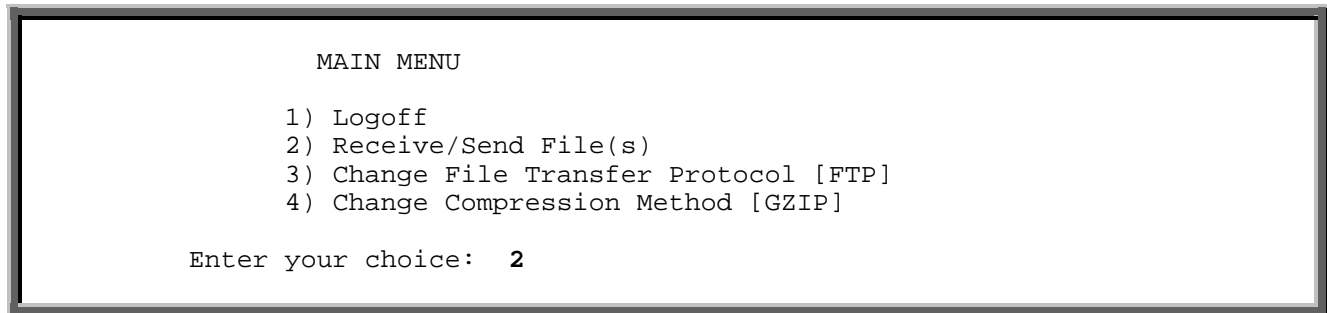 MAIN MENU
1) Logoff
2) Receive/Send File(s)
3) Change File Transfer Protocol [FTP]
4) Change Compression Method [GZIP]
Enter your choice: 2